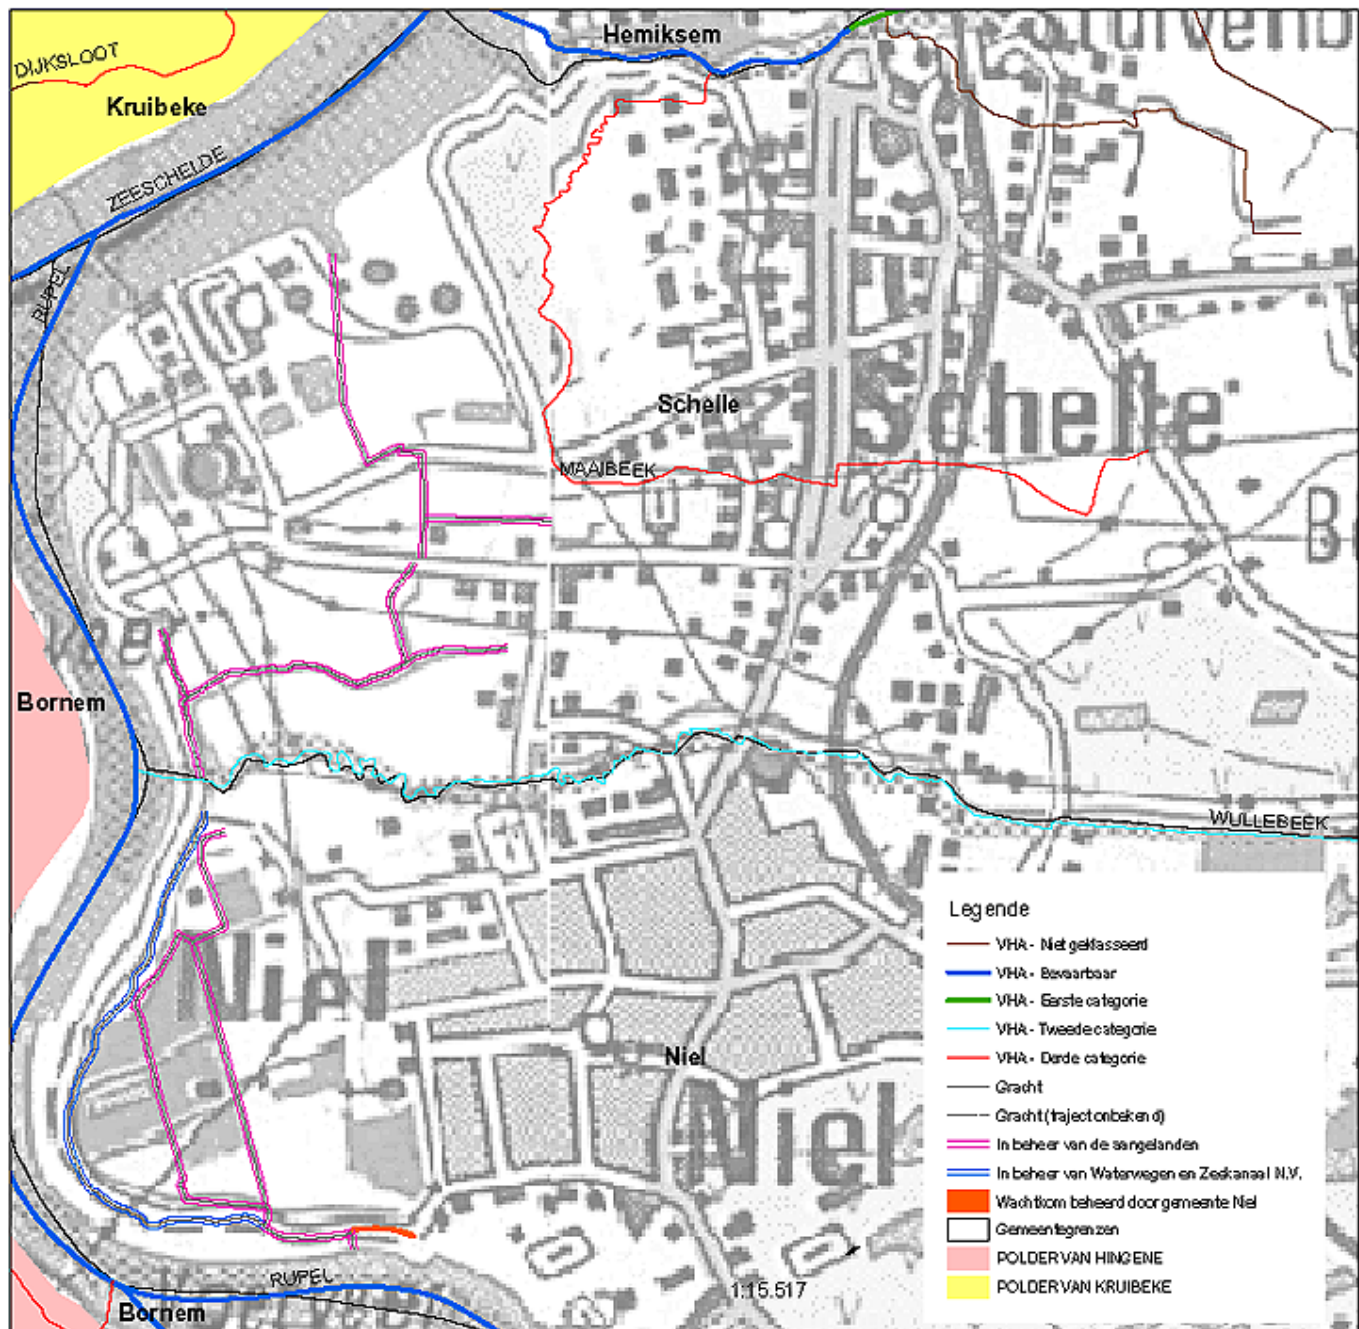 Hemiksem
DIJKSLOOT
Kruibeke
ZEESCHELDE
RUPEL
Schelle
Schelle
MAAIBEEK
Bornem
WULLEBEEK
Niel
Niel
Niel
RUPEL
Bornem
1:15.517
Legende
VHA - Niet geklasseerd
VHA - Bevaarbaar
VHA - Eerste categorie
VHA - Tweede categorie
VHA - Derde categorie
Gracht
Gracht (traject onbekend)
In beheer van de aangelanden
In beheer van Waterwegen en Zeekanaal N.V.
Wachtkom beheerd door gemeente Niel
Gemeentegrenzen
POLDER VAN HINGENE
POLDER VAN KRUIBEKE